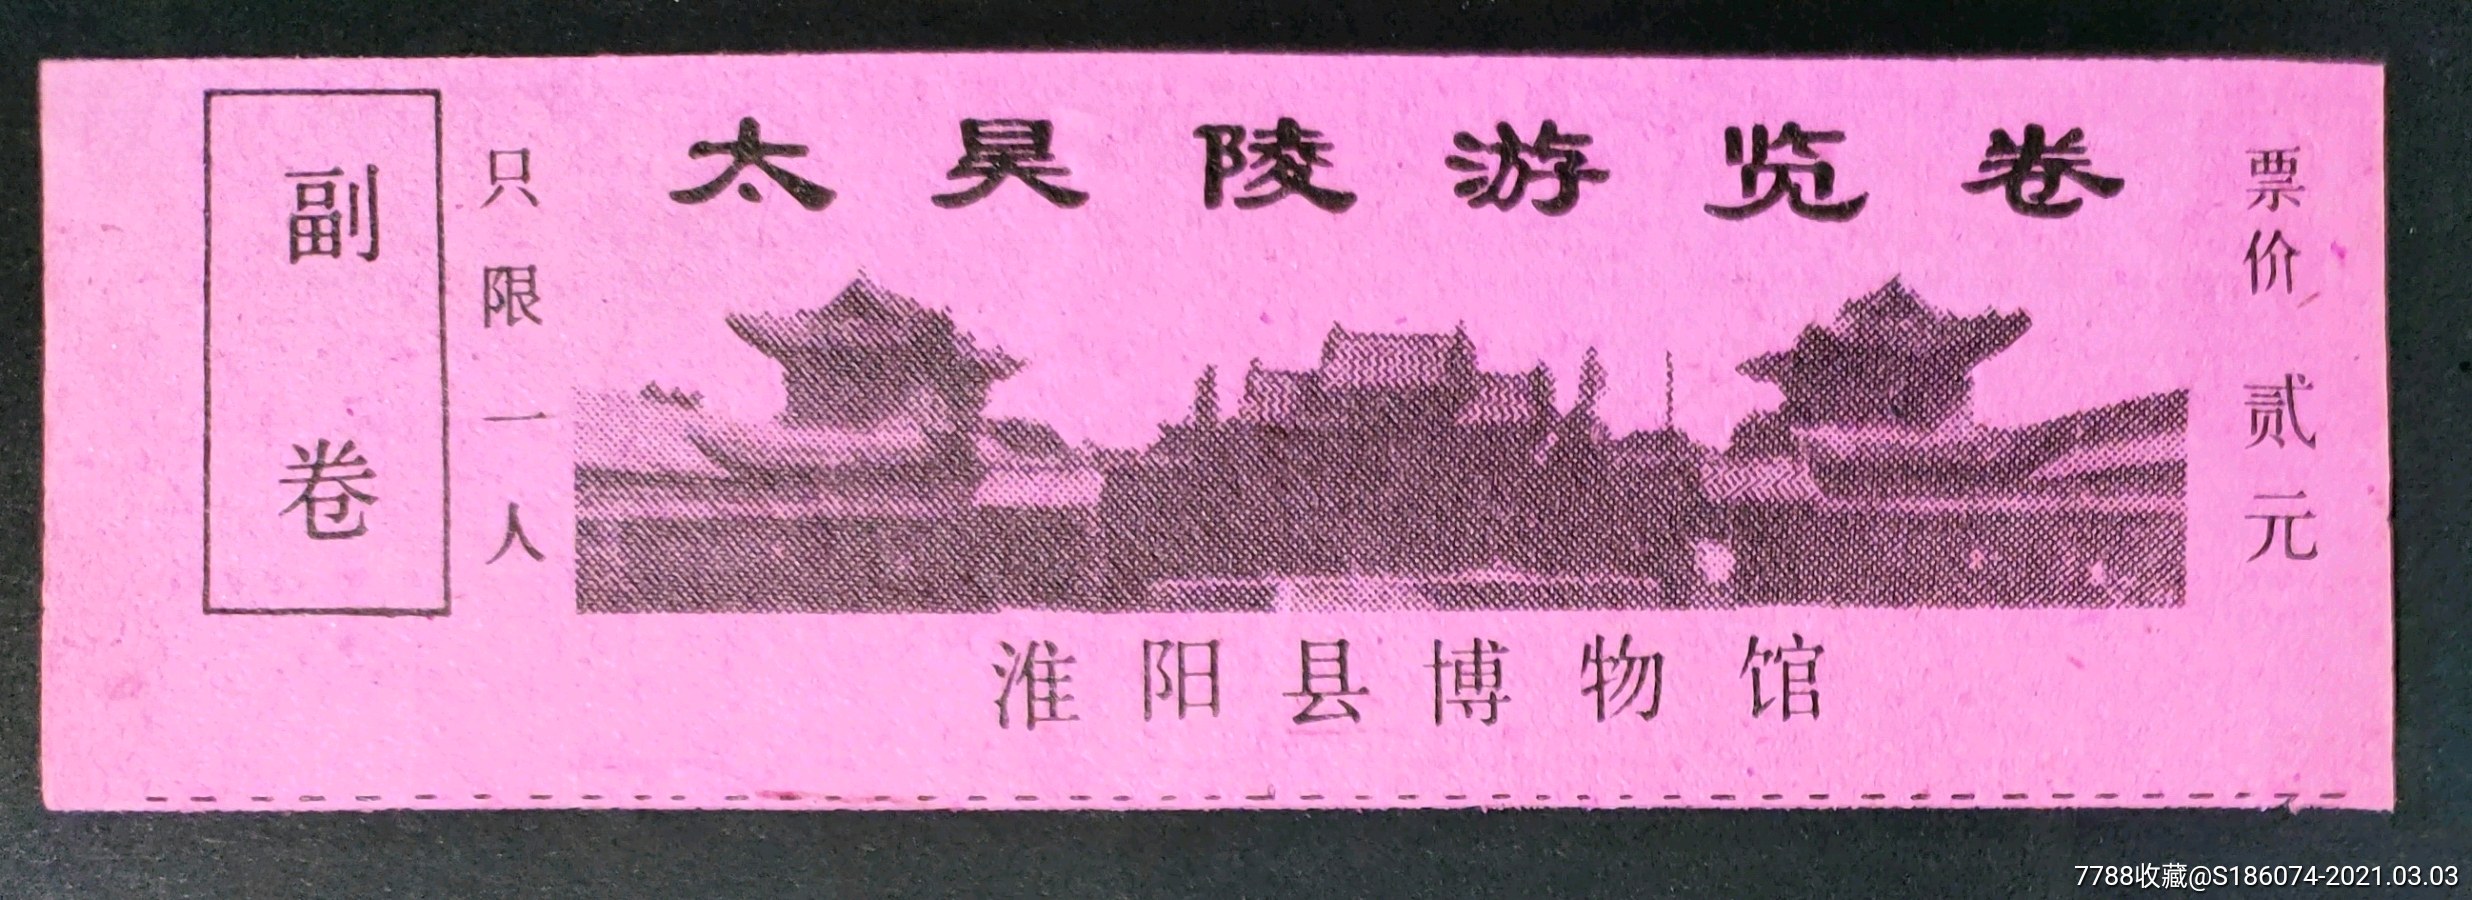 太昊陵游览卷
副卷
只限一人
票价贰元
淮阳县博物馆
7788收藏@S186074-2021.03.03